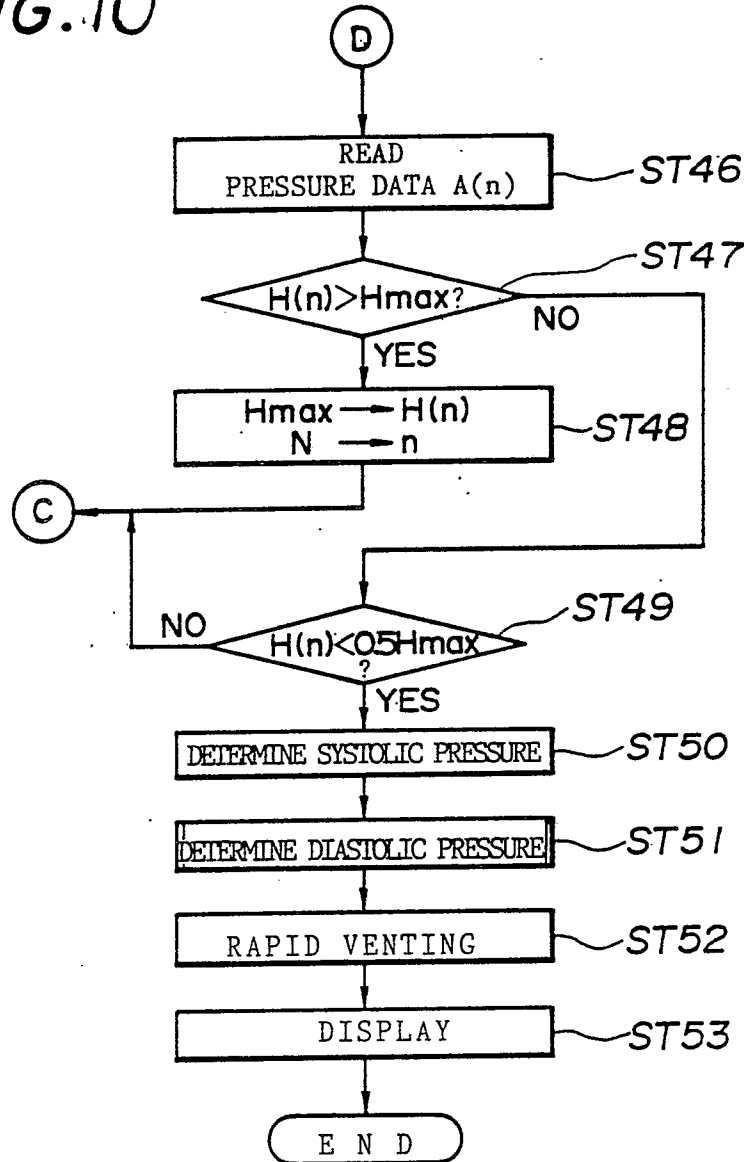 FIG. 10
D
READ
PRESSURE DATA A(n)
ST46
H(n)>Hmax?
ST47
NO
YES
Hmax → H(n)
N → n
ST48
C
H(n)<0.5Hmax
?
ST49
NO
YES
DETERMINE SYSTOLIC PRESSURE
ST50
DETERMINE DIASTOLIC PRESSURE
ST51
RAPID VENTING
ST52
DISPLAY
ST53
END